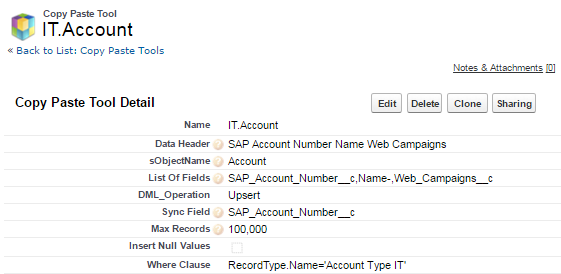 Copy Paste Tool
IT.Account
« Back to List: Copy Paste Tools
Notes & Attachments [0]
Copy Paste Tool Detail
Edit Delete Clone Sharing
Name IT.Account
Data Header ? SAP Account Number Name Web Campaigns
sObjectName ? Account
List Of Fields ? SAP_Account_Number__c,Name-,Web_Campaigns__c
DML_Operation Upsert
Sync Field ? SAP_Account_Number__c
Max Records ? 100,000
Insert Null Values ?
Where Clause RecordType.Name='Account Type IT'